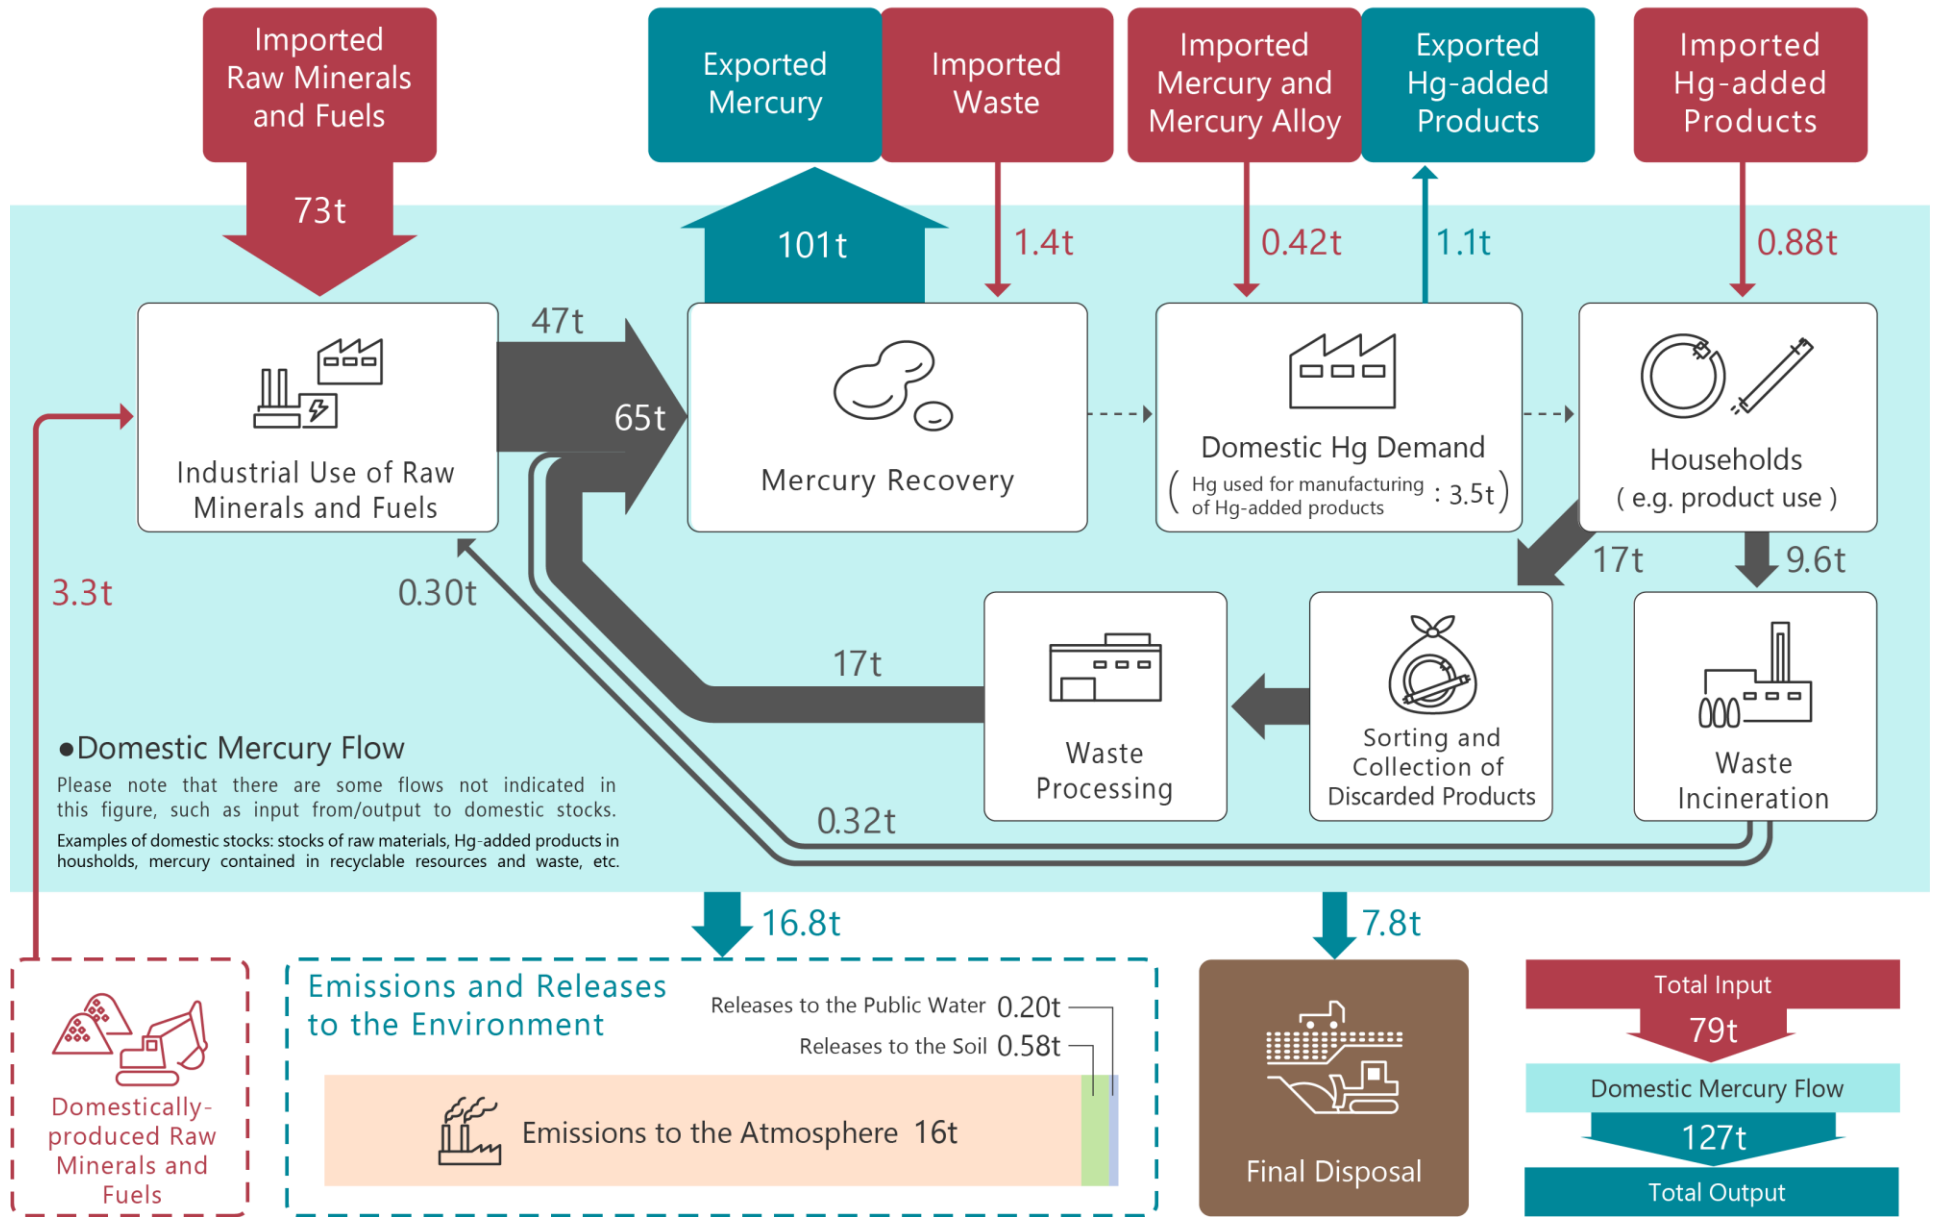 Imported
Raw Minerals
and Fuels
Exported
Mercury
Imported
Waste
Imported
Mercury and
Mercury Alloy
Exported
Hg-added
Products
Imported
Hg-added
Products
73t
101t
1.4t
0.42t
1.1t
0.88t
47t
65t
Industrial Use of Raw
Minerals and Fuels
Mercury Recovery
Domestic Hg Demand
( Hg used for manufacturing
of Hg-added products : 3.5t )
Households
( e.g. product use )
3.3t
0.30t
17t
9.6t
17t
Waste
Processing
Sorting and
Collection of
Discarded Products
Waste
Incineration
0.32t
●Domestic Mercury Flow
Please note that there are some flows not indicated in
this figure, such as input from/output to domestic stocks.
Examples of domestic stocks: stocks of raw materials, Hg-added products in
housholds, mercury contained in recyclable resources and waste, etc.
16.8t
7.8t
Domestically-
produced Raw
Minerals and
Fuels
Emissions and Releases
to the Environment
Releases to the Public Water 0.20t
Releases to the Soil 0.58t
Emissions to the Atmosphere 16t
Final Disposal
Total Input
79t
Domestic Mercury Flow
127t
Total Output